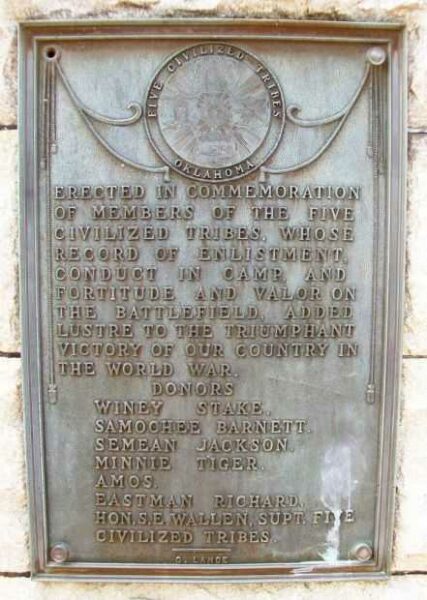 FIVE CIVILIZED TRIBES
OKLAHOMA
ERECTED IN COMMEMORATION
OF MEMBERS OF THE FIVE
CIVILIZED TRIBES, WHOSE
RECORD OF ENLISTMENT,
CONDUCT IN CAMP, AND
FORTITUDE AND VALOR ON
THE BATTLEFIELD, ADDED
LUSTRE TO THE TRIUMPHANT
VICTORY OF OUR COUNTRY IN
THE WORLD WAR.
DONORS
WINEY STAKE.
SAMOCHEE BARNETT.
SEMEAN JACKSON.
MINNIE TIGER.
AMOS.
EASTMAN RICHARD.
HON. S.E. WALLEN, SUPT. FIVE
CIVILIZED TRIBES.